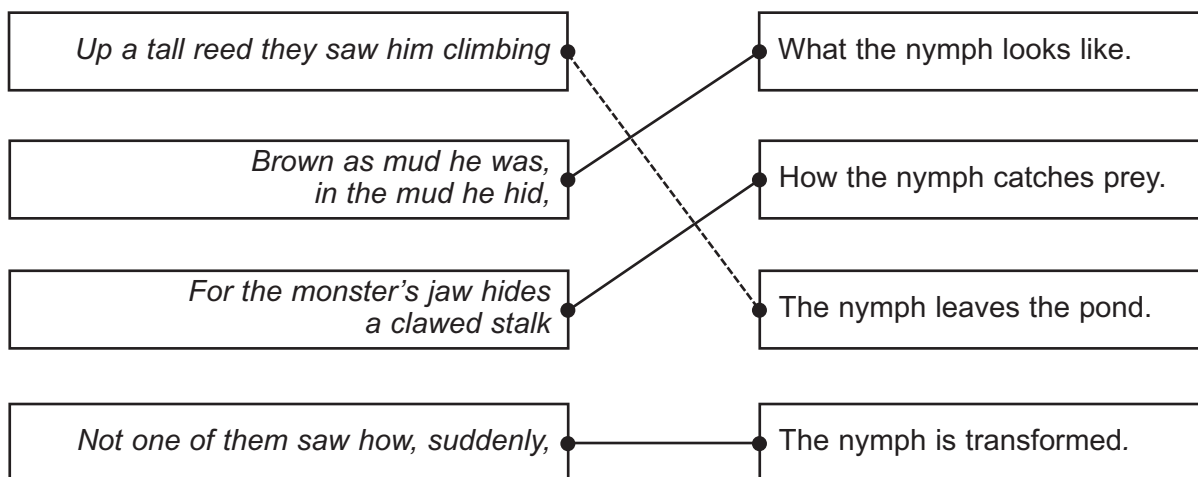 Up a tall reed they saw him climbing
What the nymph looks like.
Brown as mud he was,
in the mud he hid,
How the nymph catches prey.
For the monster’s jaw hides
a clawed stalk
The nymph leaves the pond.
Not one of them saw how, suddenly,
The nymph is transformed.